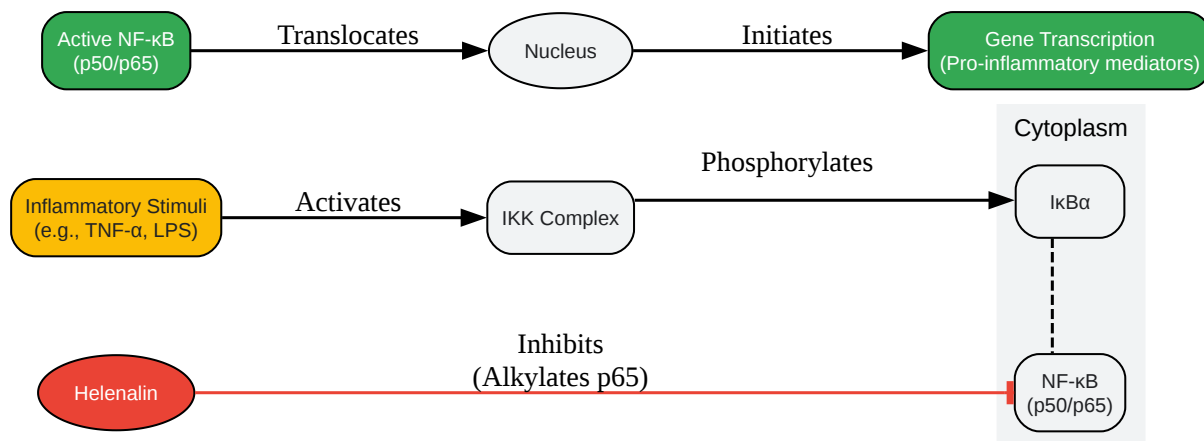 Active NF-κB
(p50/p65)
Translocates
Nucleus
Initiates
Gene Transcription
(Pro-inflammatory mediators)
Cytoplasm
Inflammatory Stimuli
(e.g., TNF-α, LPS)
Activates
IKK Complex
Phosphorylates
IκBα
Helenalin
Inhibits
(Alkylates p65)
NF-κB
(p50/p65)